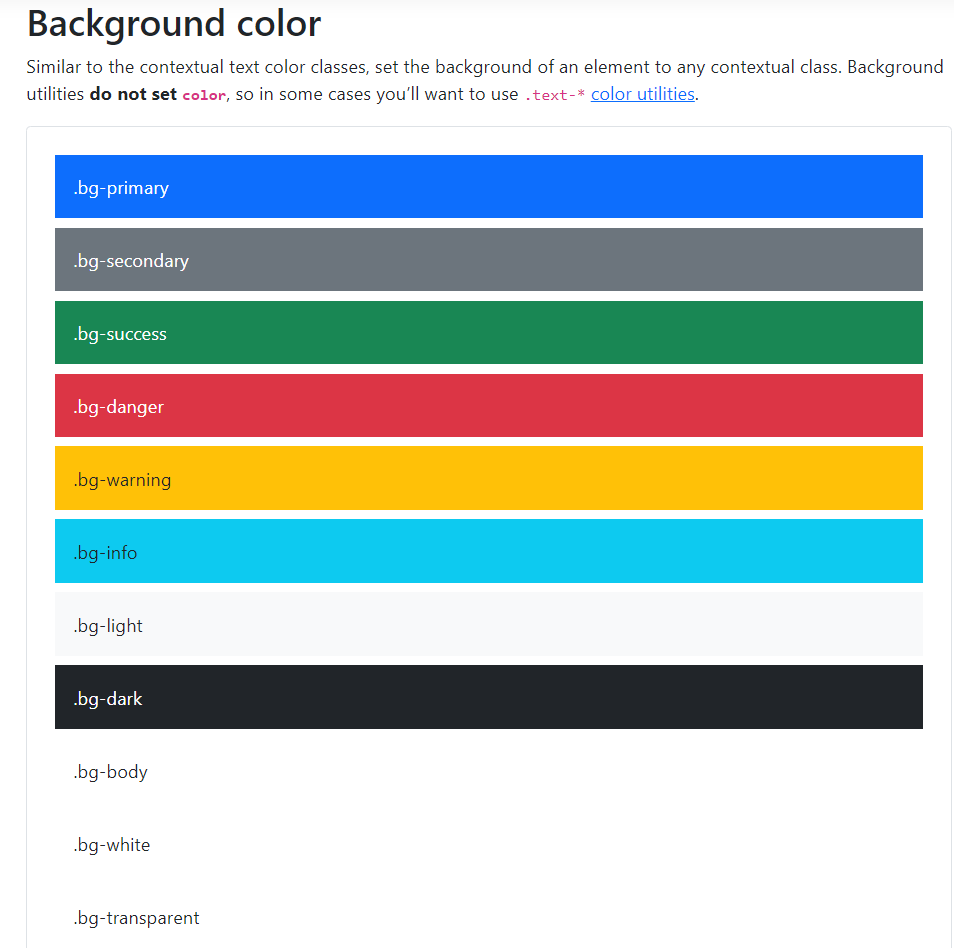 Background color
Similar to the contextual text color classes, set the background of an element to any contextual class. Background
utilities do not set color, so in some cases you’ll want to use .text-* color utilities.
.bg-primary
.bg-secondary
.bg-success
.bg-danger
.bg-warning
.bg-info
.bg-light
.bg-dark
.bg-body
.bg-white
.bg-transparent